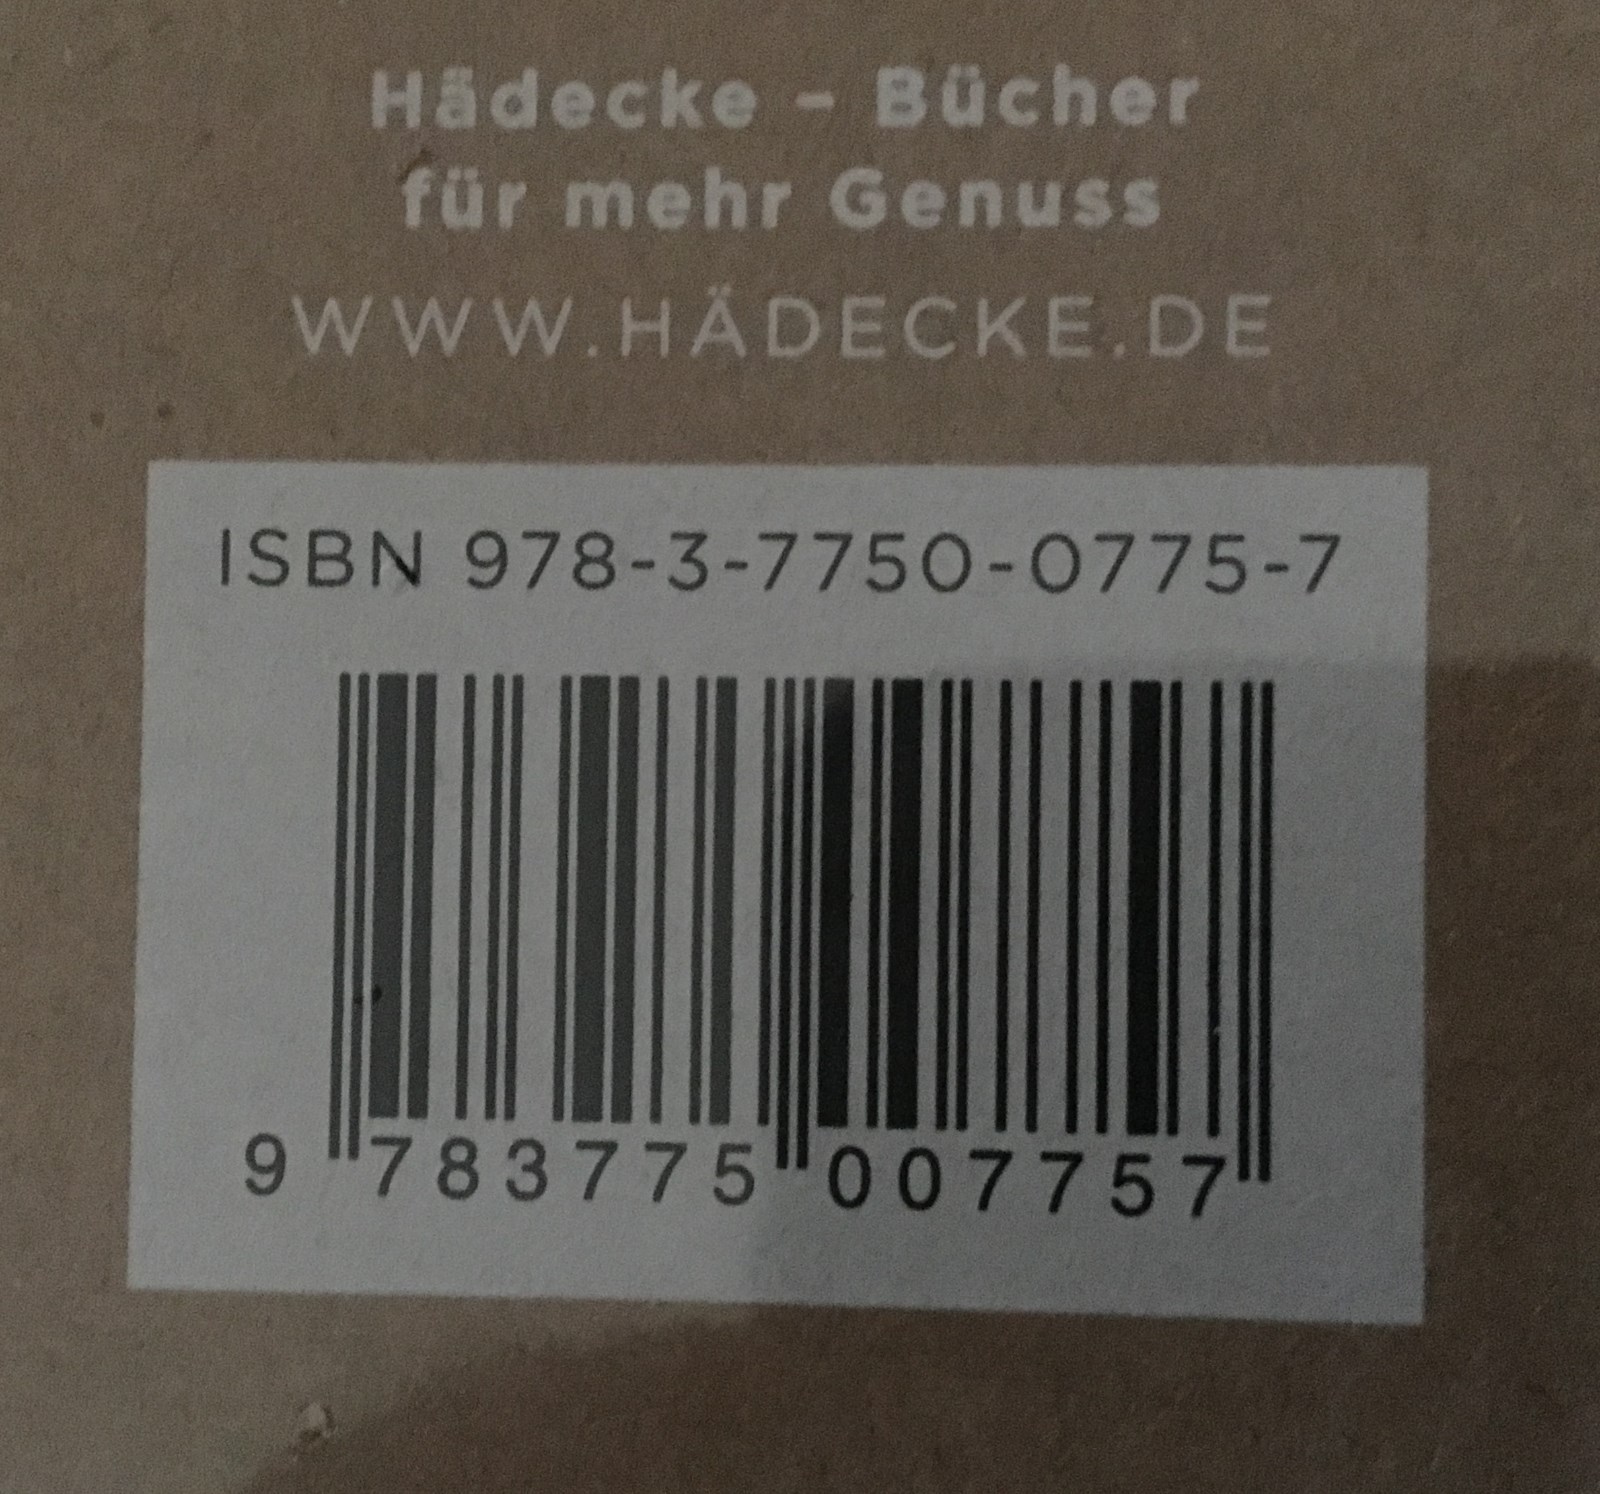 Hädecke – Bücher
für mehr Genuss
WWW.HÄDECKE.DE
ISBN 978-3-7750-0775-7
9 783775 007757